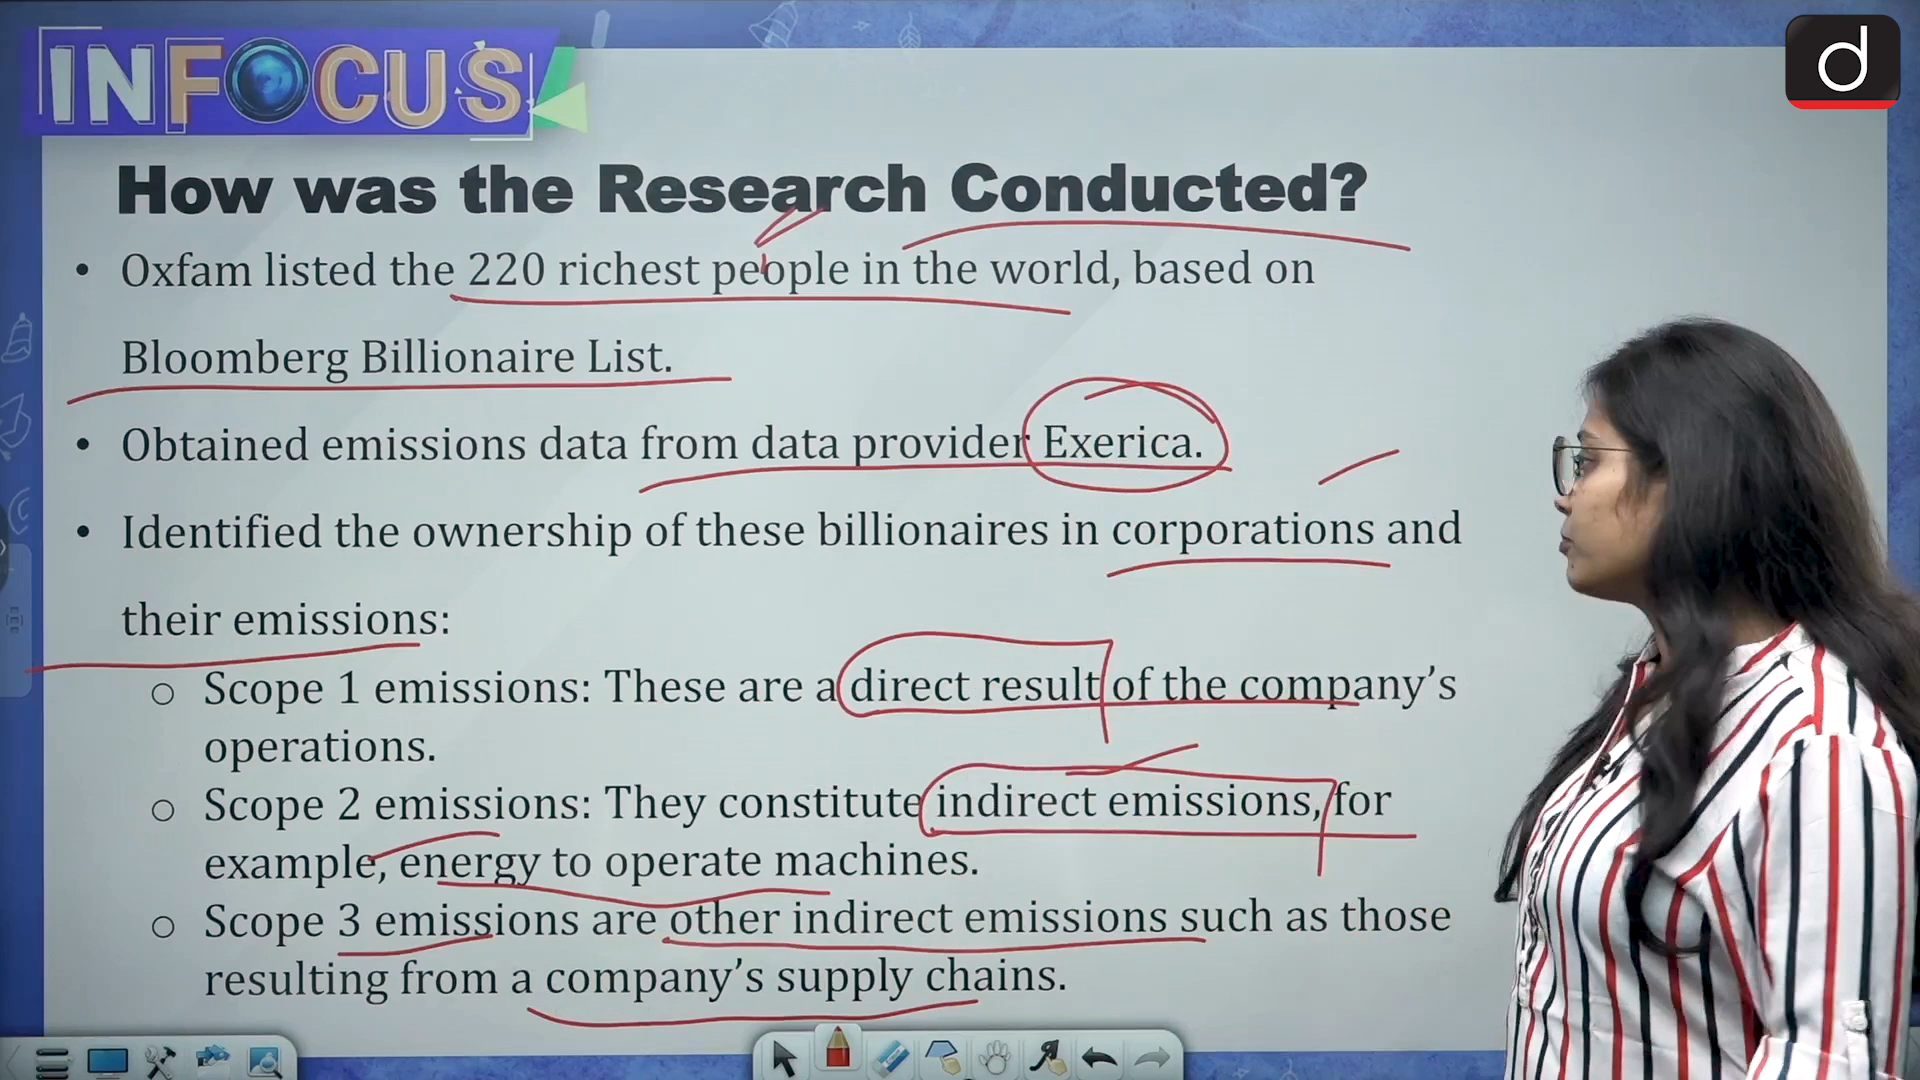 INFOCUS
d
How was the Research Conducted?
• Oxfam listed the 220 richest people in the world, based on
Bloomberg Billionaire List.
• Obtained emissions data from data provider Exerica.
• Identified the ownership of these billionaires in corporations and
their emissions:
o Scope 1 emissions: These are a direct result of the company’s
operations.
o Scope 2 emissions: They constitute indirect emissions, for
example, energy to operate machines.
o Scope 3 emissions are other indirect emissions such as those
resulting from a company’s supply chains.